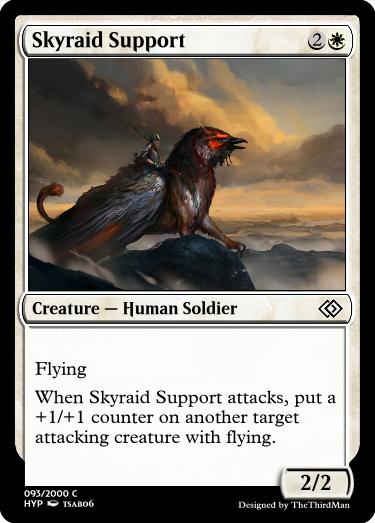 Skyraid Support 2
Creature — Human Soldier
Flying
When Skyraid Support attacks, put a
+1/+1 counter on another target
attacking creature with flying.
2/2
093/2000 C
HYP TSAB06
Designed by TheThirdMan